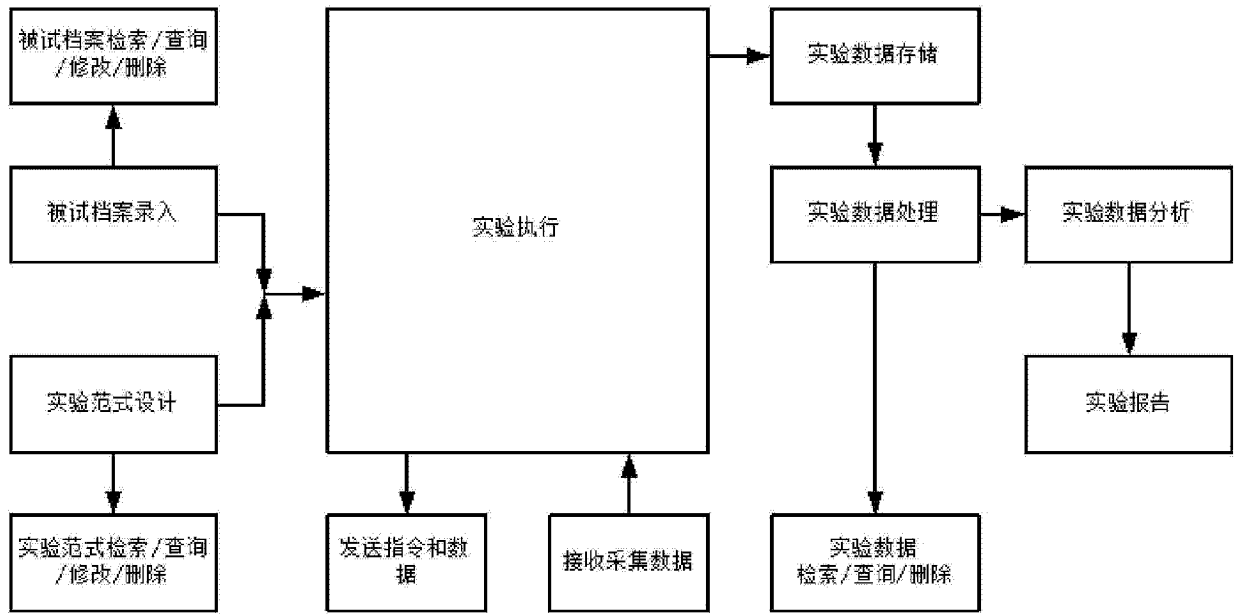 被试档案检索/查询
/修改/删除
被试档案录入
实验范式设计
实验范式检索/查询
/修改/删除
实验执行
发送指令和数
据
接收采集数据
实验数据存储
实验数据处理
实验数据
检索/查询/删除
实验数据分析
实验报告